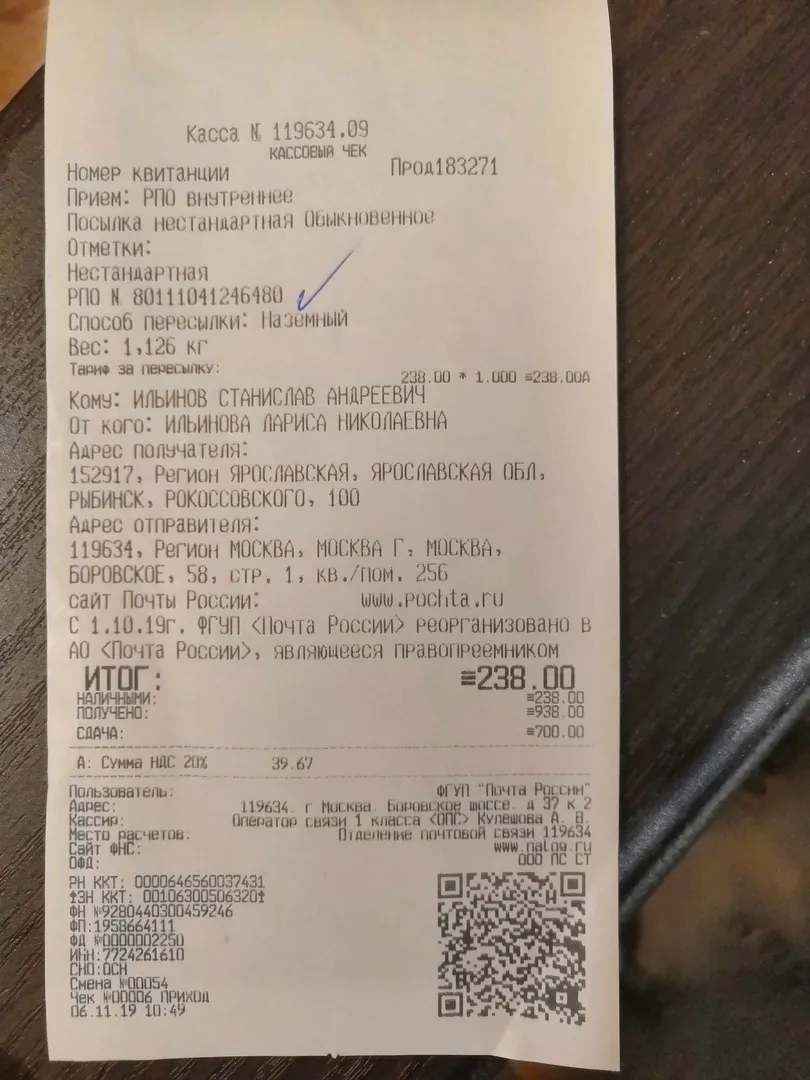 Касса № 119634.09
КАССОВЫЙ ЧЕК
Номер квитанции Прод183271
Прием: РПО внутреннее
Посылка нестандартная Обыкновенное
Отметки:
Нестандартная
РПО № 80111041246480
Способ пересылки: Наземный
Вес: 1,126 кг
Тариф за пересылку:
238.00 * 1.000 =238.00А
Кому: ИЛЬИНОВ СТАНИСЛАВ АНДРЕЕВИЧ
От кого: ИЛЬИНОВА ЛАРИСА НИКОЛАЕВНА
Адрес получателя:
152917, Регион ЯРОСЛАВСКАЯ, ЯРОСЛАВСКАЯ ОБЛ,
РЫБИНСК, РОКОССОВСКОГО, 100
Адрес отправителя:
119634, Регион МОСКВА, МОСКВА Г, МОСКВА,
БОРОВСКОЕ, 58, стр. 1, кв./пом. 256
сайт Почты России: www.pochta.ru
С 1.10.19г. ФГУП <Почта России> реорганизовано в
АО <Почта России>, являющееся правопреемником
ИТОГ: ≡238.00
НАЛИЧНЫМИ: ≡238.00
ПОЛУЧЕНО: ≡938.00
СДАЧА: ≡700.00
А: Сумма НДС 20% 39.67
Пользователь: ФГУП "Почта России"
Адрес: 119634, г Москва, Боровское шоссе, д 37 к 2
Кассир: Оператор связи 1 класса <ОПС> Кулешова А. В.
Место расчетов: Отделение почтовой связи 119634
Сайт ФНС: www.nalog.ru
ОФД: ООО ПС СТ
РН ККТ: 0000646560037431
ЗН ККТ: 00106300506320
ФН №9280440300459246
ФП:1958664111
ФД №0000002250
ИНН:7724261610
СНО:ОСН
Смена №00054
Чек №00006 ПРИХОД
06.11.19 10:49